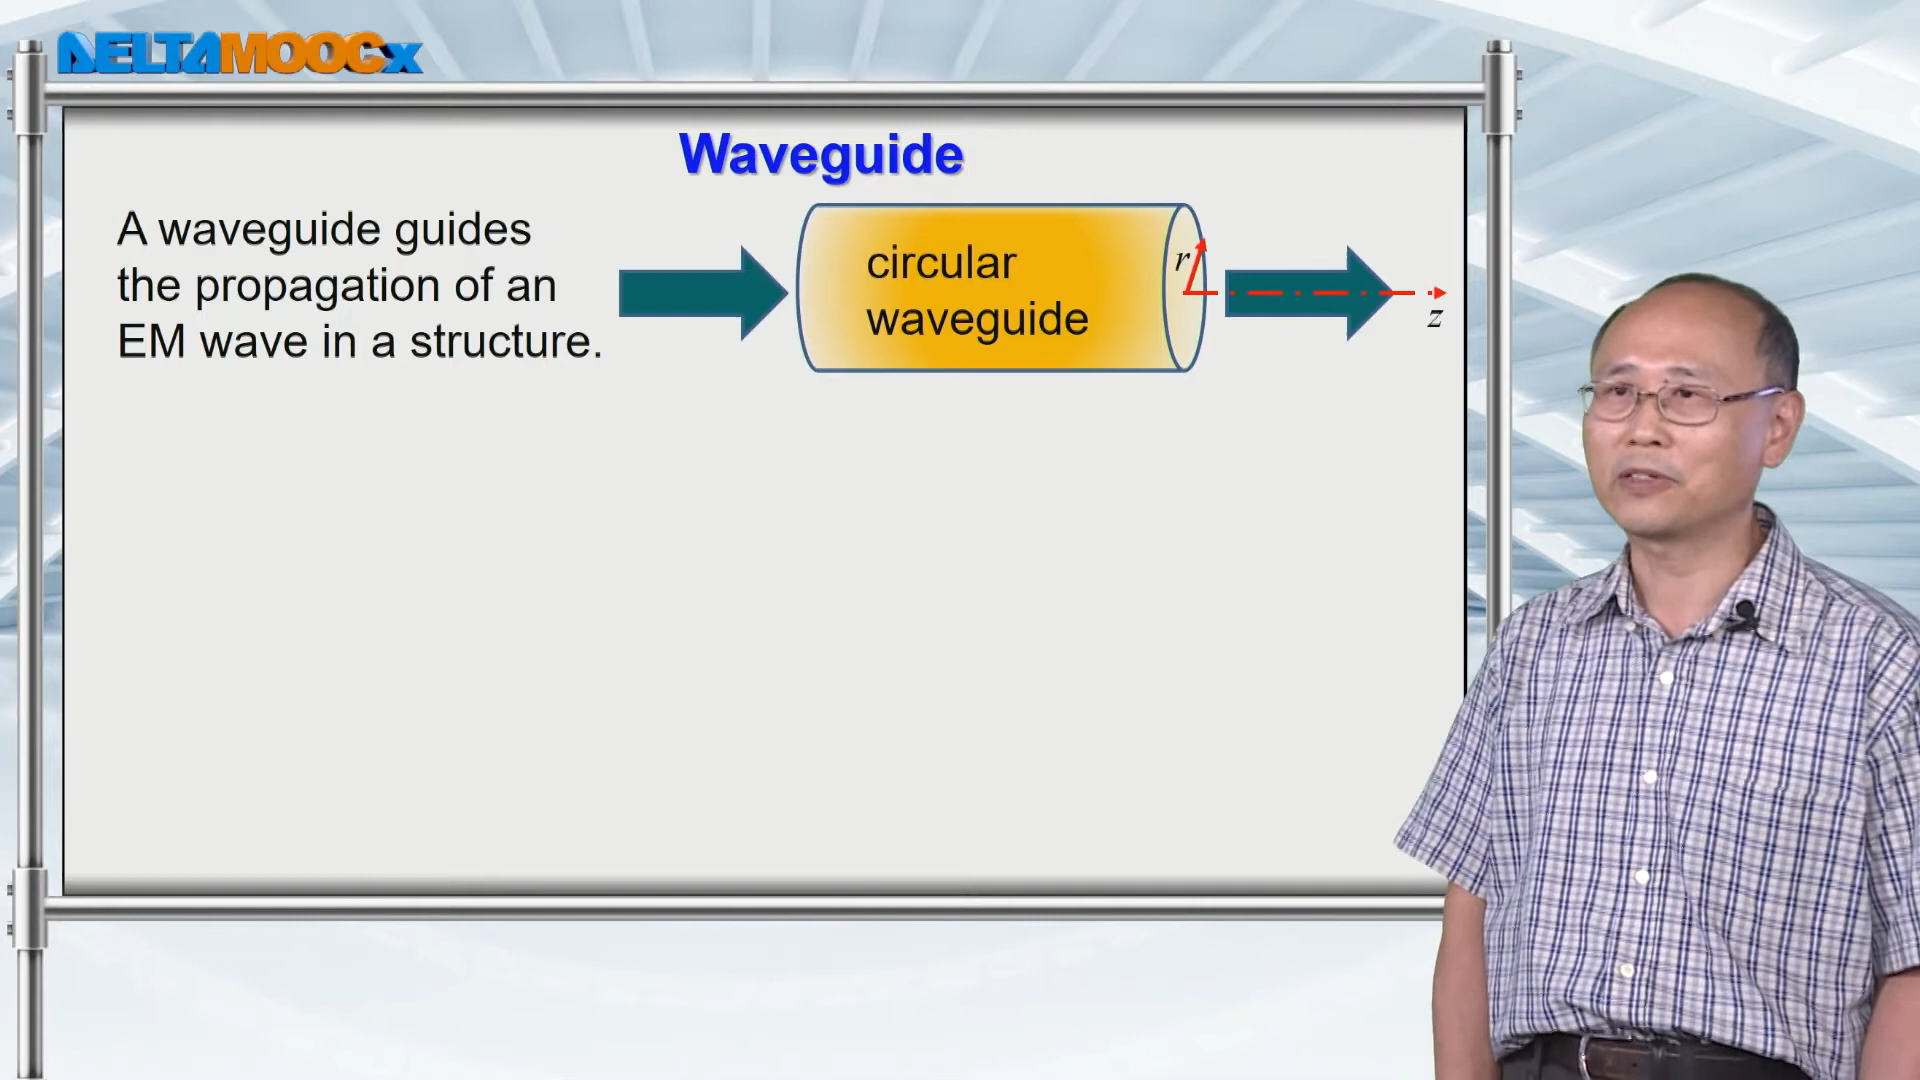 DELTAMOOCx
Waveguide
A waveguide guides
the propagation of an
EM wave in a structure.
circular
waveguide
r
z